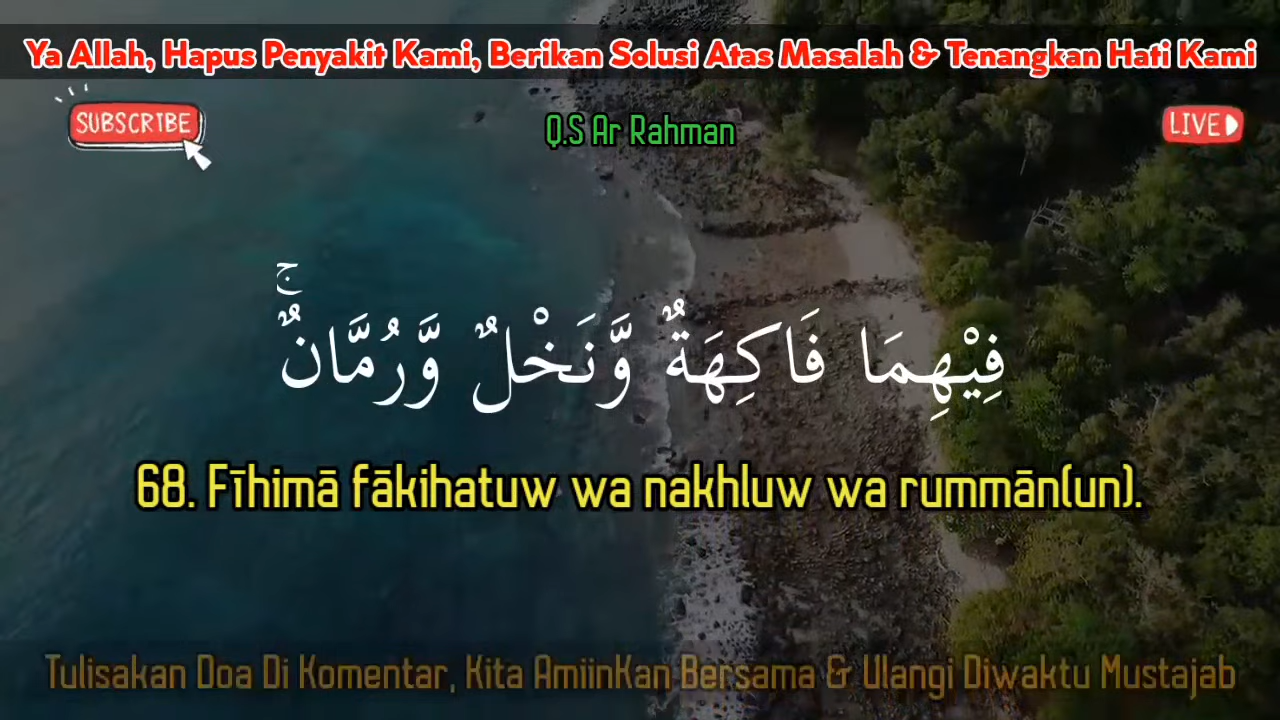 Ya Allah, Hapus Penyakit Kami, Berikan Solusi Atas Masalah & Tenangkan Hati Kami
SUBSCRIBE
Q.S Ar Rahman
LIVE
فِيْهِمَا فَاكِهَةٌ وَّنَخْلٌ وَّرُمَّانٌۚ
68. Fīhimā fākihatuw wa nakhluw wa rummān(un).
Tulisakan Doa Di Komentar, Kita AmiinKan Bersama & Ulangi Diwaktu Mustajab